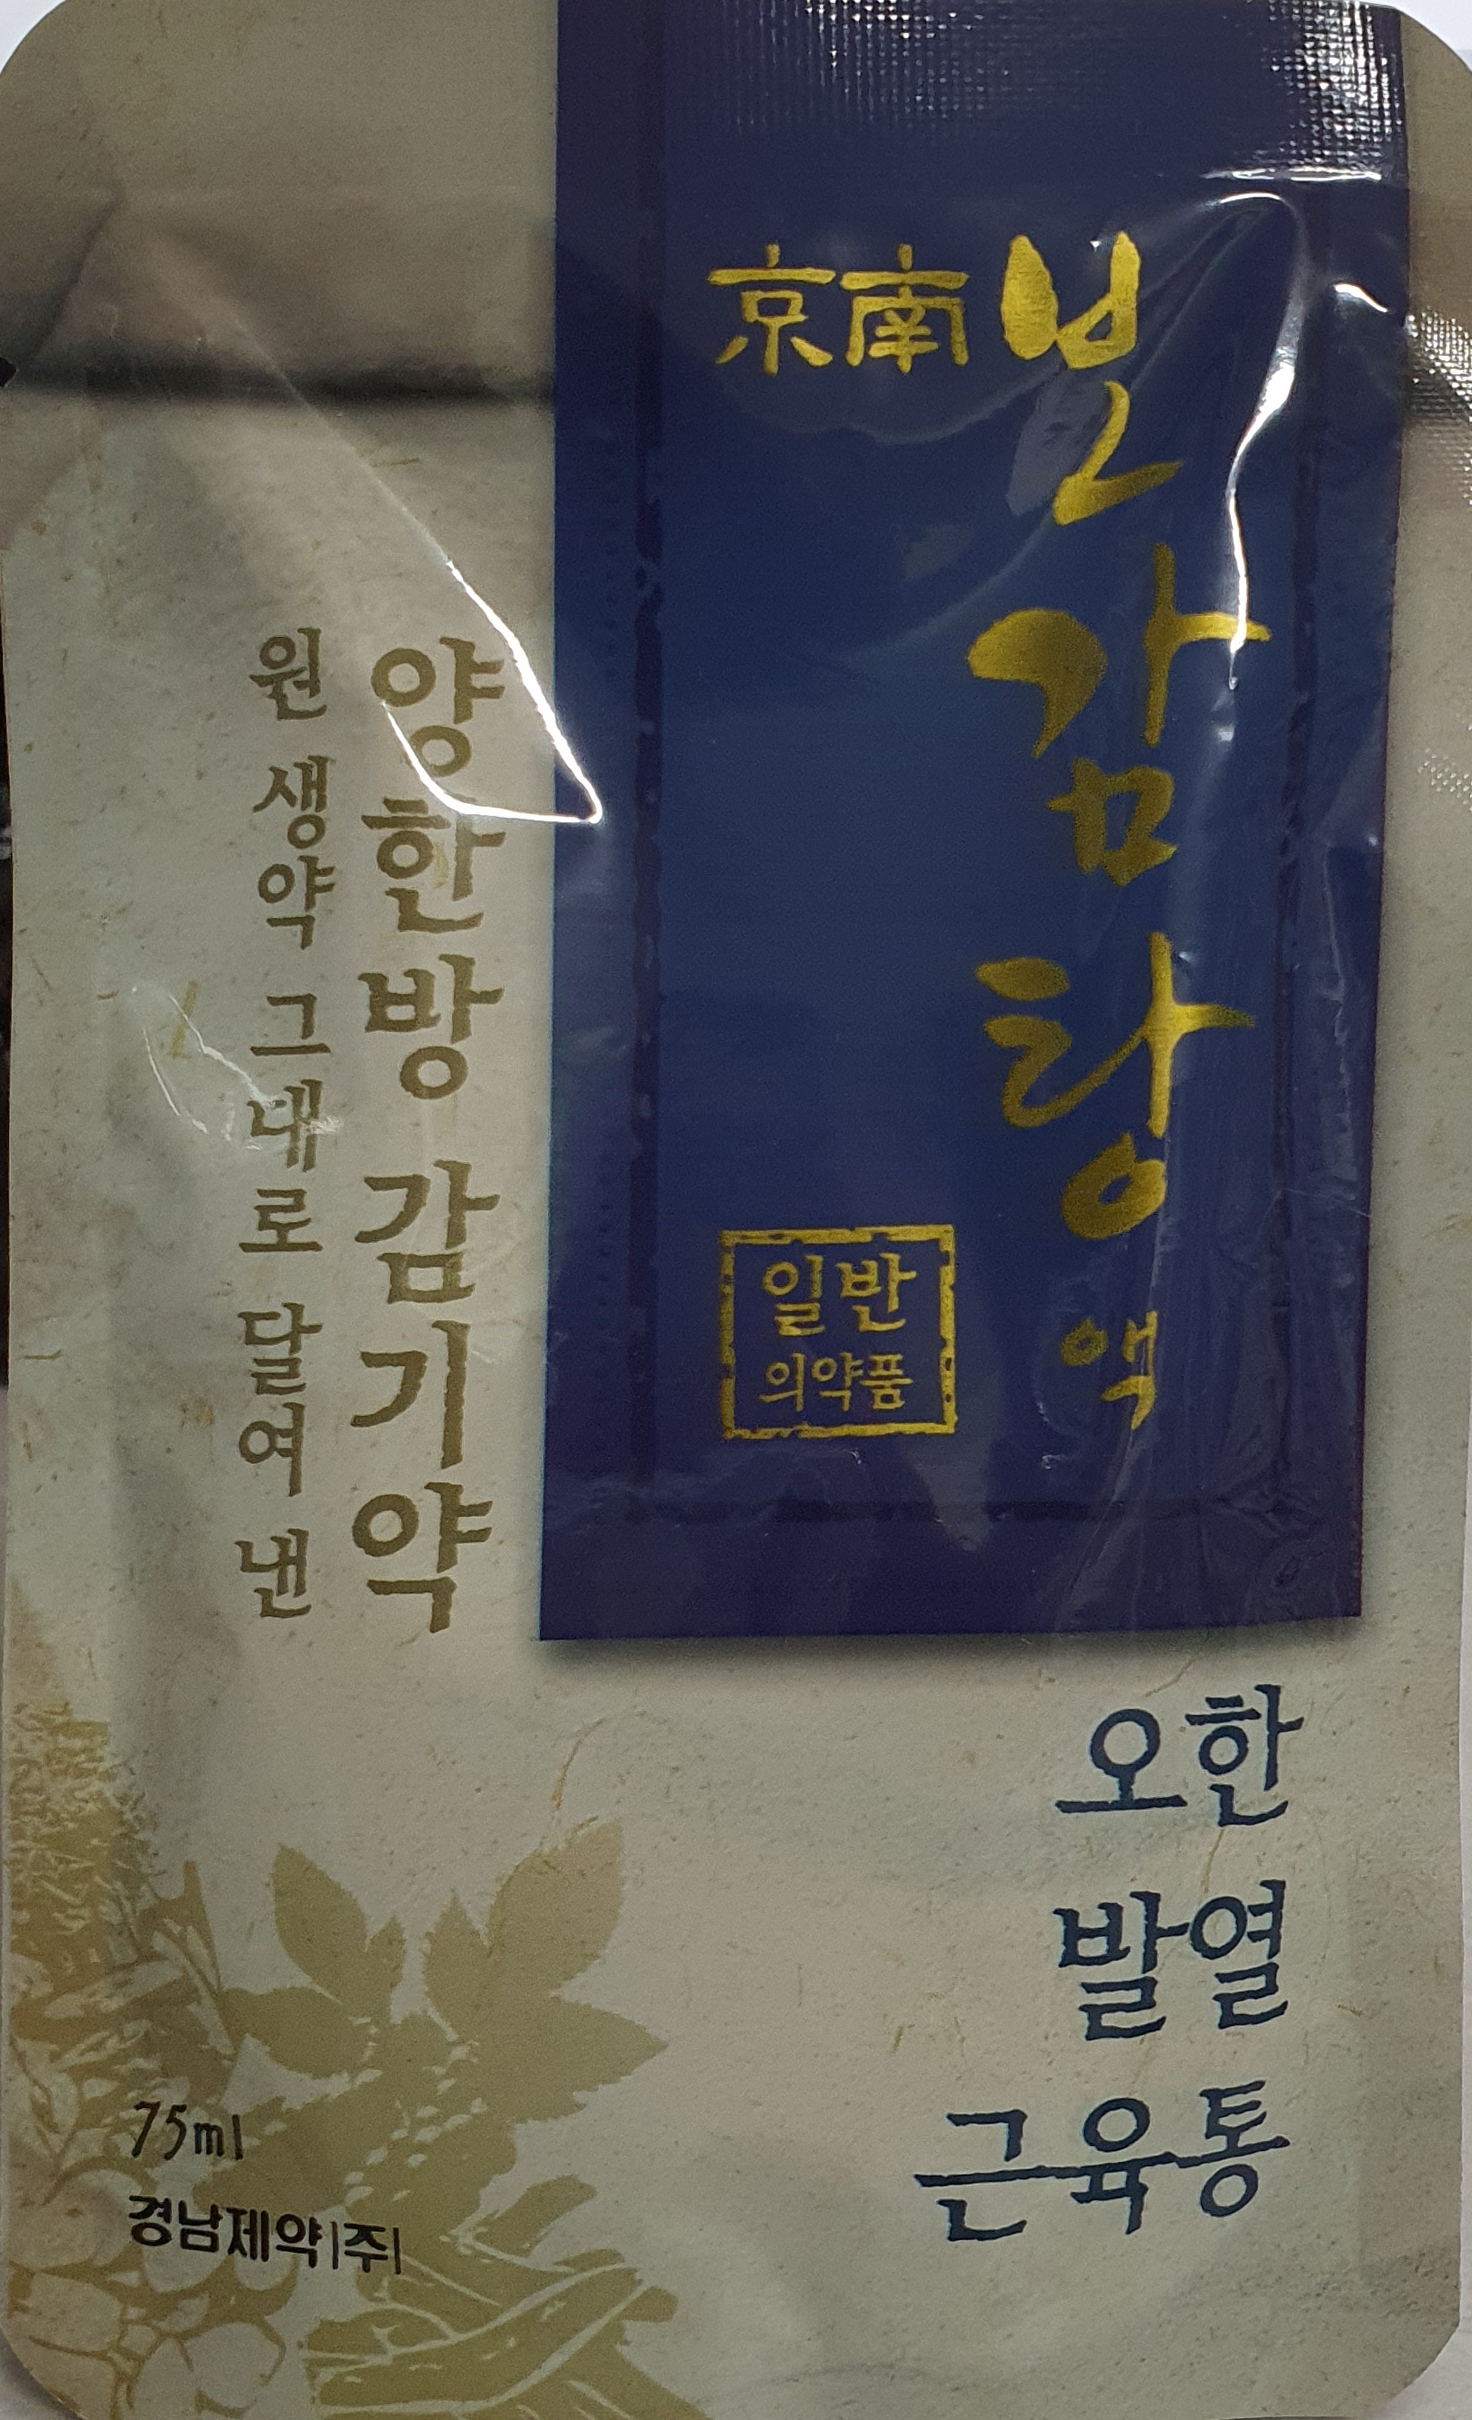 京南
본감탕액
일반
의약품
양한방 감기약
원 생약 그대로 달여 낸
오한
발열
근육통
75ml
경남제약|주|